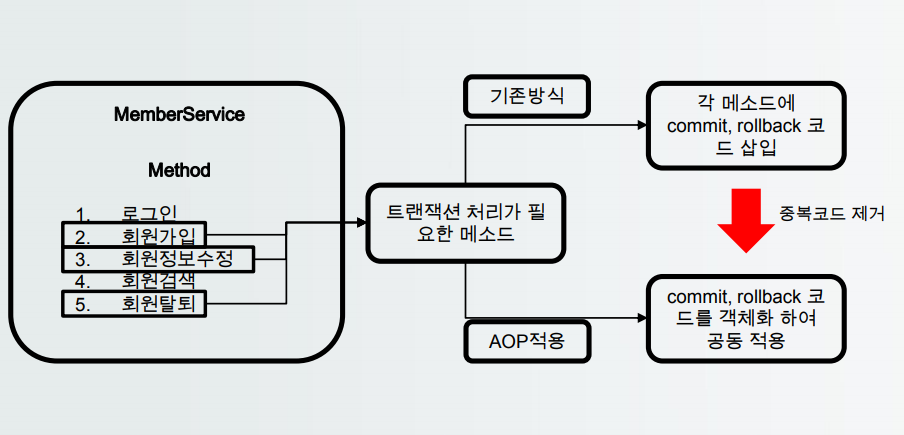 MemberService
Method
1. 로그인
2. 회원가입
3. 회원정보수정
4. 회원검색
5. 회원탈퇴
트랜잭션 처리가 필
요한 메소드
기존방식
각 메소드에
commit, rollback 코
드 삽입
중복코드 제거
AOP적용
commit, rollback 코
드를 객체화 하여
공동 적용